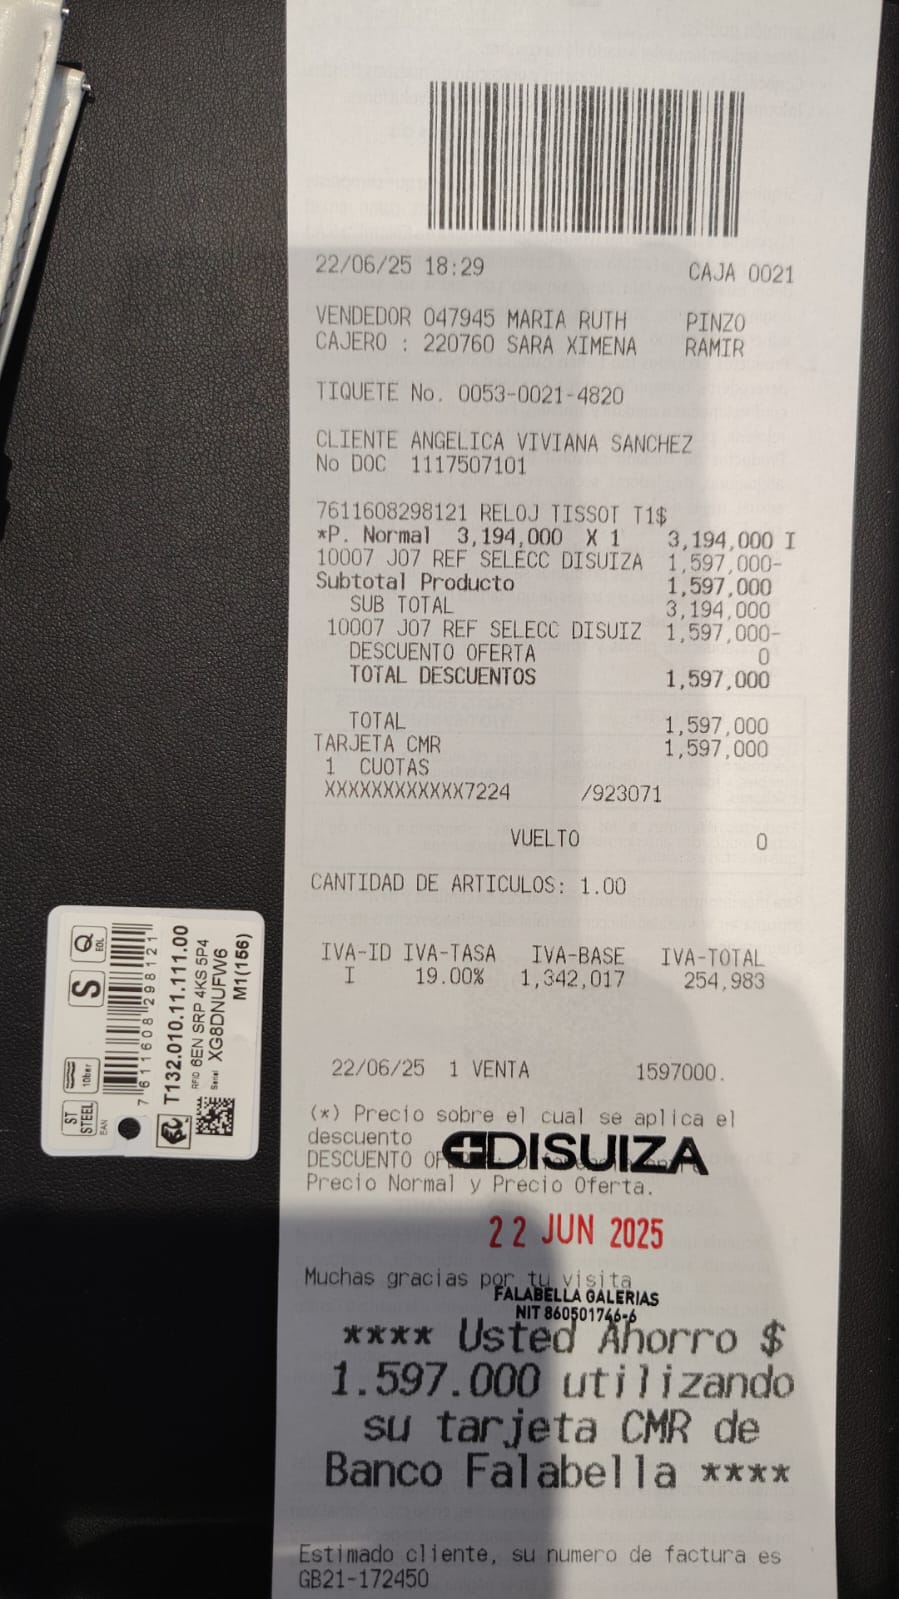 22/06/25 18:29 CAJA 0021
VENDEDOR 047945 MARIA RUTH PINZO
CAJERO : 220760 SARA XIMENA RAMIR
TIQUETE No. 0053-0021-4820
CLIENTE ANGELICA VIVIANA SANCHEZ
No DOC 1117507101
7611608298121 RELOJ TISSOT T1$
*P. Normal 3,194,000 X 1 3,194,000 I
10007 J07 REF SELECC DISUIZA 1,597,000-
Subtotal Producto 1,597,000
SUB TOTAL 3,194,000
10007 J07 REF SELECC DISUIZ 1,597,000-
DESCUENTO OFERTA 0
TOTAL DESCUENTOS 1,597,000
TOTAL 1,597,000
TARJETA CMR 1,597,000
1 CUOTAS
XXXXXXXXXXXX7224 /923071
VUELTO 0
CANTIDAD DE ARTICULOS: 1.00
IVA-ID IVA-TASA IVA-BASE IVA-TOTAL
I 19.00% 1,342,017 254,983
22/06/25 1 VENTA 1597000.
(*) Precio sobre el cual se aplica el
descuento
DISUIZA
DESCUENTO
Precio Normal y Precio Oferta.
22 JUN 2025
Muchas gracias por tu visita
FALABELLA GALERIAS
NIT 860501746-6
**** Usted Ahorro $
1.597.000 utilizando
su tarjeta CMR de
Banco Falabella ****
Estimado cliente, su numero de factura es
GB21-172450
ST STEEL
10bar
S
Q
EOL
EAN
7 611608 298121
T132.010.11.111.00
RFID 6EN SRP 4KS 5P4
Serial XG8DNUFW6
M1(156)